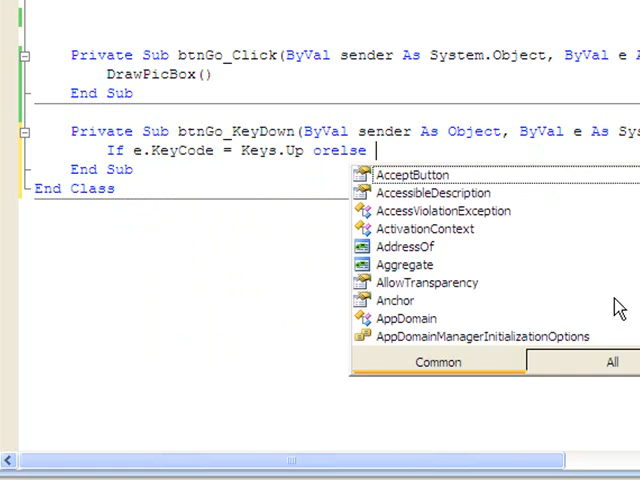 Private Sub btnGo_Click(ByVal sender As System.Object, ByVal e
DrawPicBox()
End Sub
Private Sub btnGo_KeyDown(ByVal sender As Object, ByVal e As
If e.KeyCode = Keys.Up orelse
End Sub
End Class
AcceptButton
AccessibleDescription
AccessViolationException
ActivationContext
AddressOf
Aggregate
AllowTransparency
Anchor
AppDomain
AppDomainManagerInitializationOptions
Common All